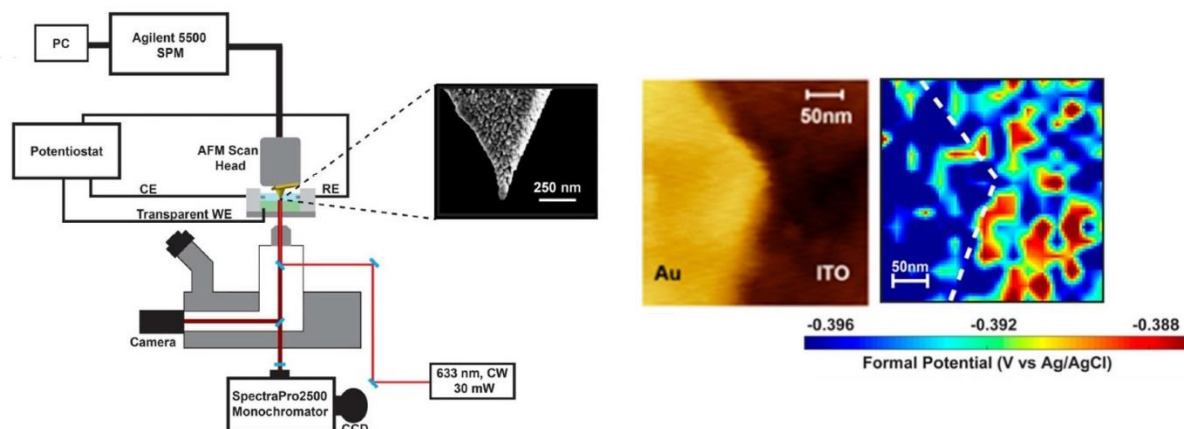 PC
Agilent 5500
SPM
Potentiostat
AFM Scan
Head
CE
RE
Transparent WE
250 nm
Camera
633 nm, CW
30 mW
SpectraPro2500
Monochromator
CCD
50nm
Au
ITO
50nm
-0.396
-0.392
-0.388
Formal Potential (V vs Ag/AgCl)